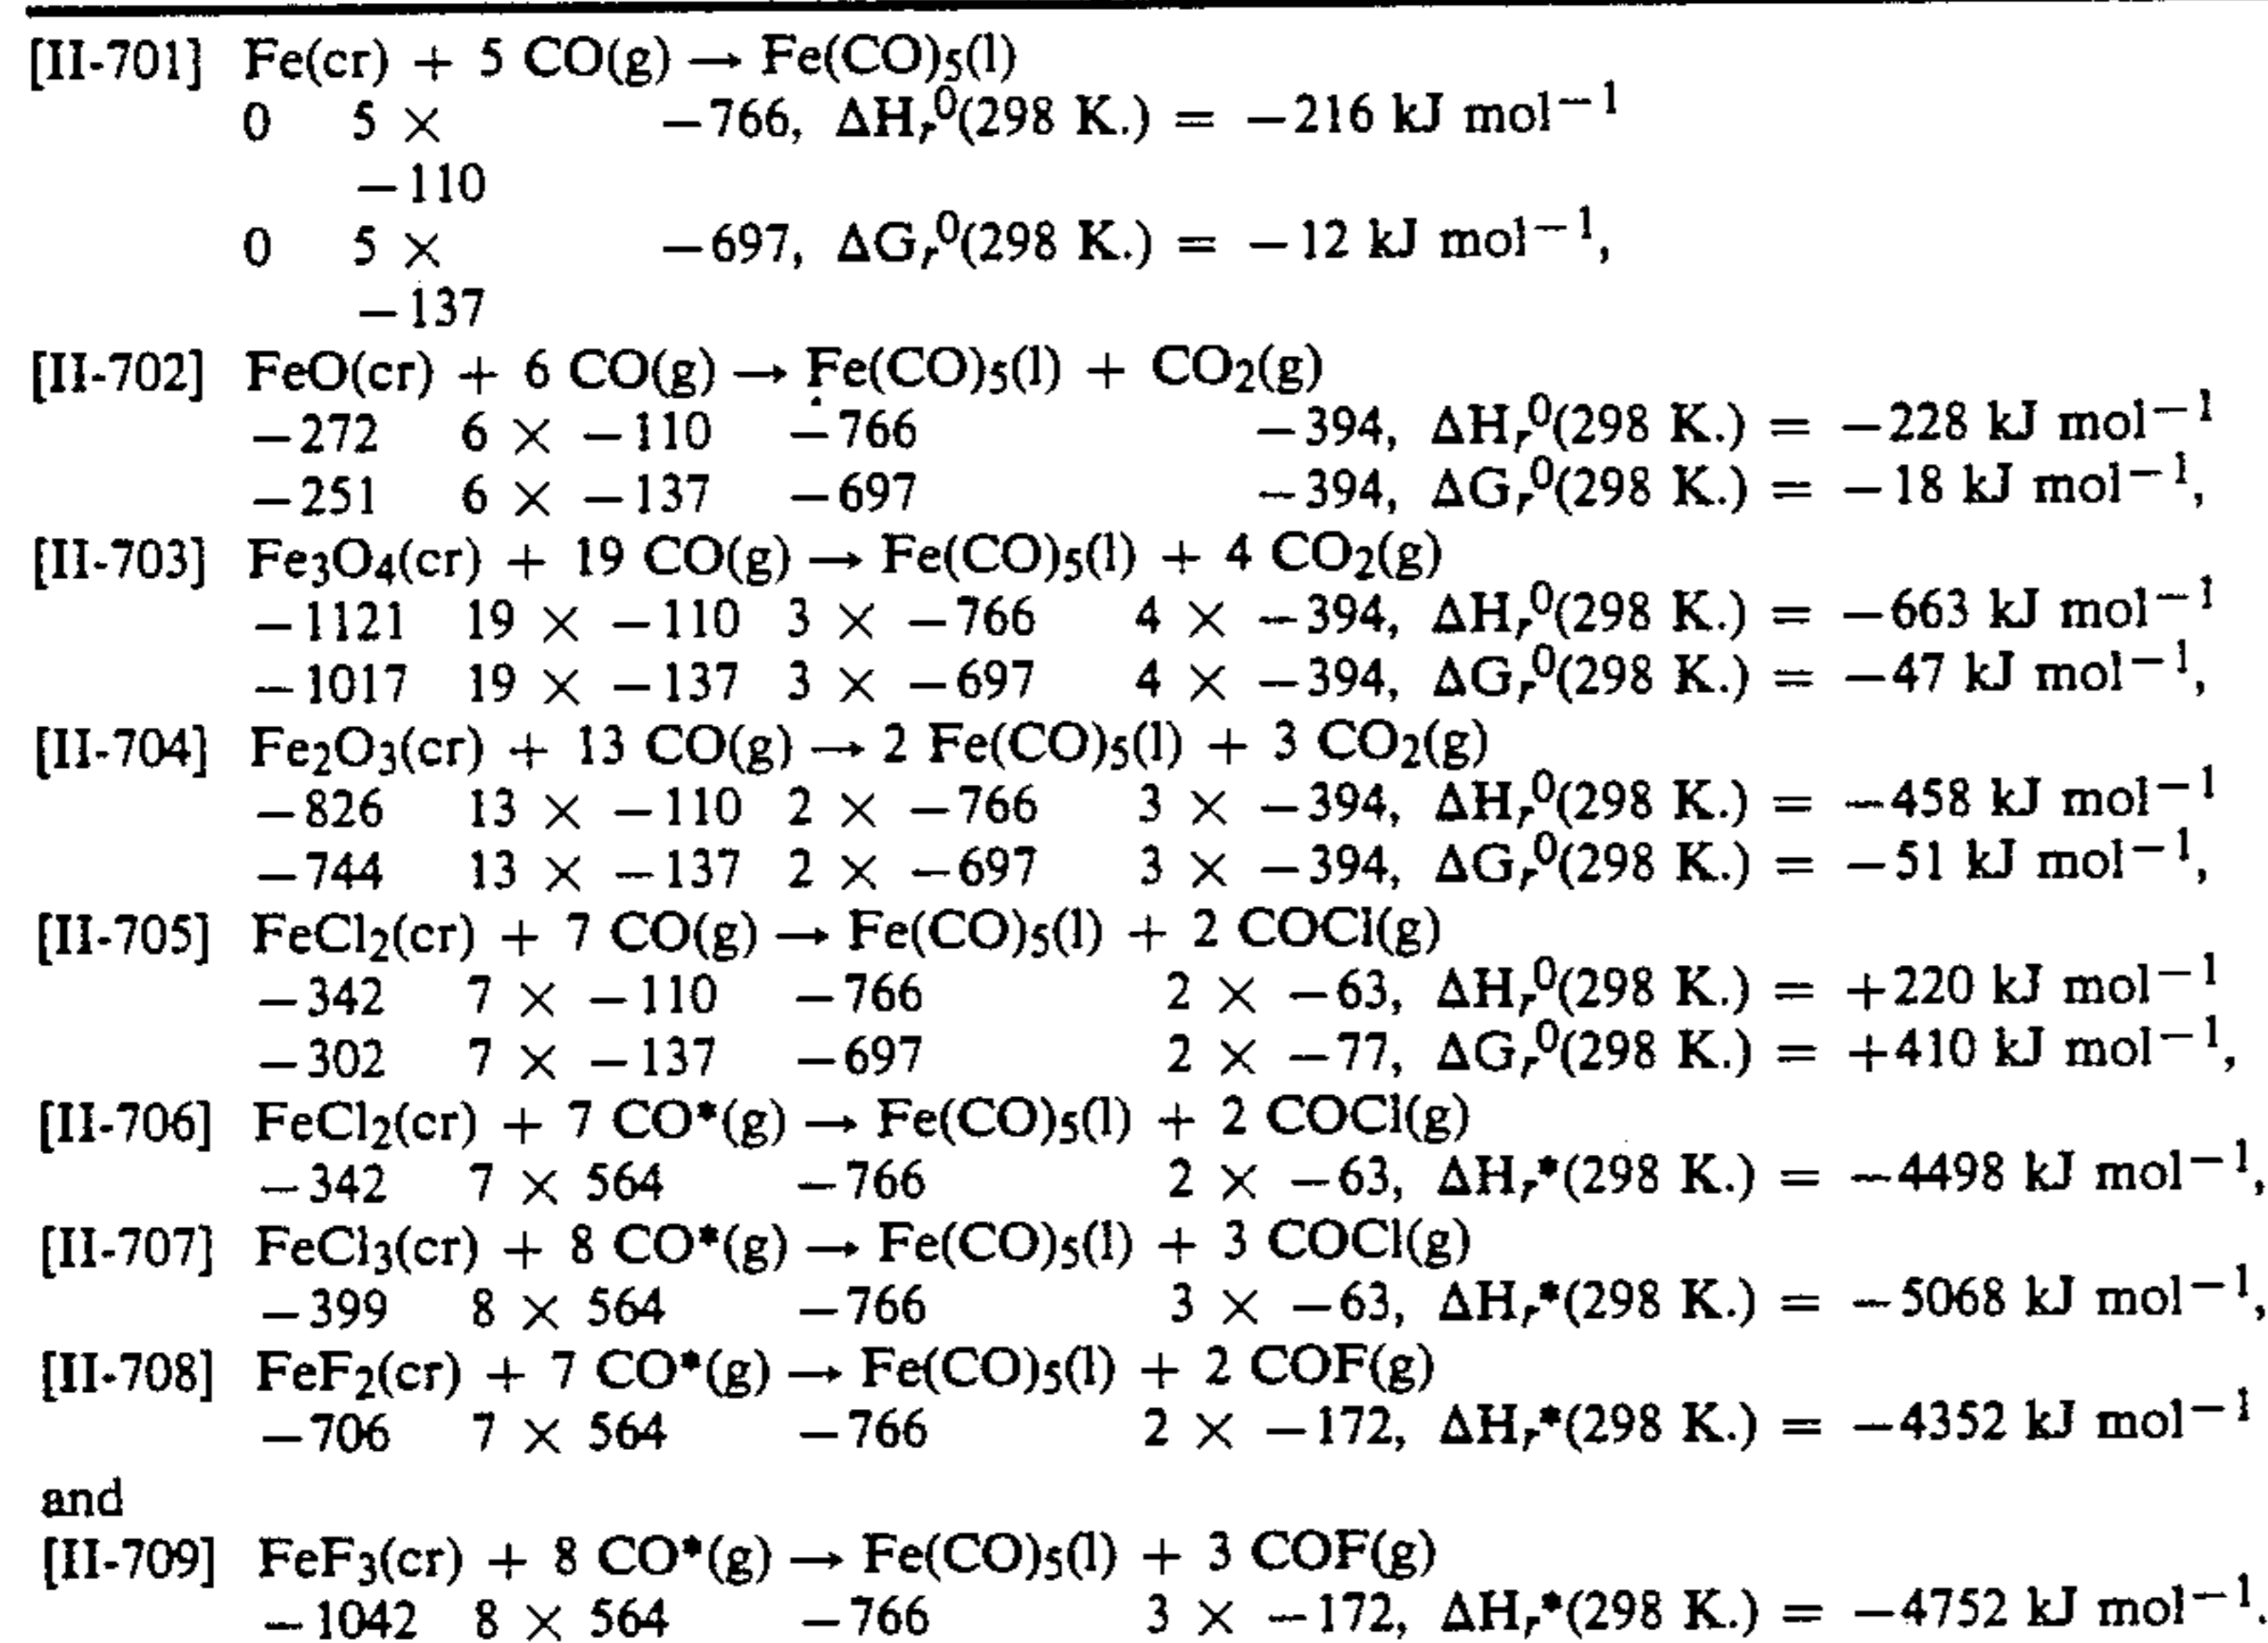 [II-701] Fe(cr) + 5 CO(g) → Fe(CO)5(l)
0 5 × −766, ΔHr0(298 K.) = −216 kJ mol−1
−110
0 5 × −697, ΔGr0(298 K.) = −12 kJ mol−1,
−137
[II-702] FeO(cr) + 6 CO(g) → Fe(CO)5(l) + CO2(g)
−272 6 × −110 −766 −394, ΔHr0(298 K.) = −228 kJ mol−1
−251 6 × −137 −697 −394, ΔGr0(298 K.) = −18 kJ mol−1,
[II-703] Fe3O4(cr) + 19 CO(g) → Fe(CO)5(l) + 4 CO2(g)
−1121 19 × −110 3 × −766 4 × −394, ΔHr0(298 K.) = −663 kJ mol−1
−1017 19 × −137 3 × −697 4 × −394, ΔGr0(298 K.) = −47 kJ mol−1,
[II-704] Fe2O3(cr) + 13 CO(g) → 2 Fe(CO)5(l) + 3 CO2(g)
−826 13 × −110 2 × −766 3 × −394, ΔHr0(298 K.) = −458 kJ mol−1
−744 13 × −137 2 × −697 3 × −394, ΔGr0(298 K.) = −51 kJ mol−1,
[II-705] FeCl2(cr) + 7 CO(g) → Fe(CO)5(l) + 2 COCl(g)
−342 7 × −110 −766 2 × −63, ΔHr0(298 K.) = +220 kJ mol−1
−302 7 × −137 −697 2 × −77, ΔGr0(298 K.) = +410 kJ mol−1,
[II-706] FeCl2(cr) + 7 CO*(g) → Fe(CO)5(l) + 2 COCl(g)
−342 7 × 564 −766 2 × −63, ΔHr*(298 K.) = −4498 kJ mol−1,
[II-707] FeCl3(cr) + 8 CO*(g) → Fe(CO)5(l) + 3 COCl(g)
−399 8 × 564 −766 3 × −63, ΔHr*(298 K.) = −5068 kJ mol−1,
[II-708] FeF2(cr) + 7 CO*(g) → Fe(CO)5(l) + 2 COF(g)
−706 7 × 564 −766 2 × −172, ΔHr*(298 K.) = −4352 kJ mol−1
and
[II-709] FeF3(cr) + 8 CO*(g) → Fe(CO)5(l) + 3 COF(g)
−1042 8 × 564 −766 3 × −172, ΔHr*(298 K.) = −4752 kJ mol−1.